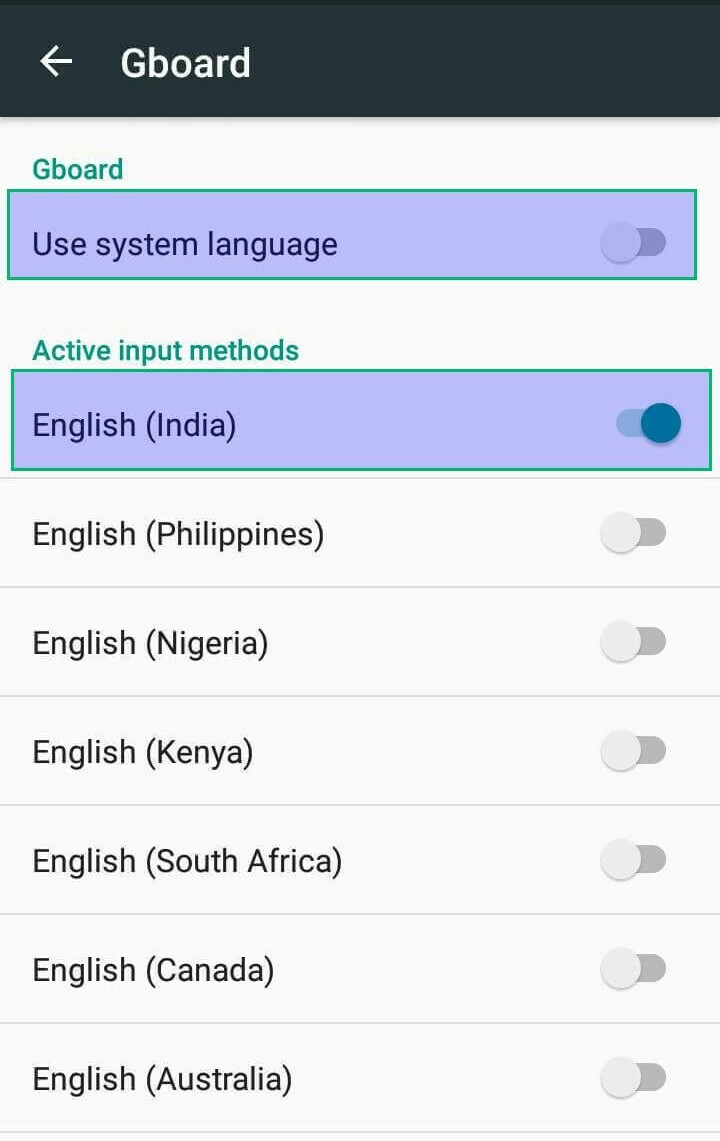 Gboard
Gboard
Use system language
Active input methods
English (India)
English (Philippines)
English (Nigeria)
English (Kenya)
English (South Africa)
English (Canada)
English (Australia)